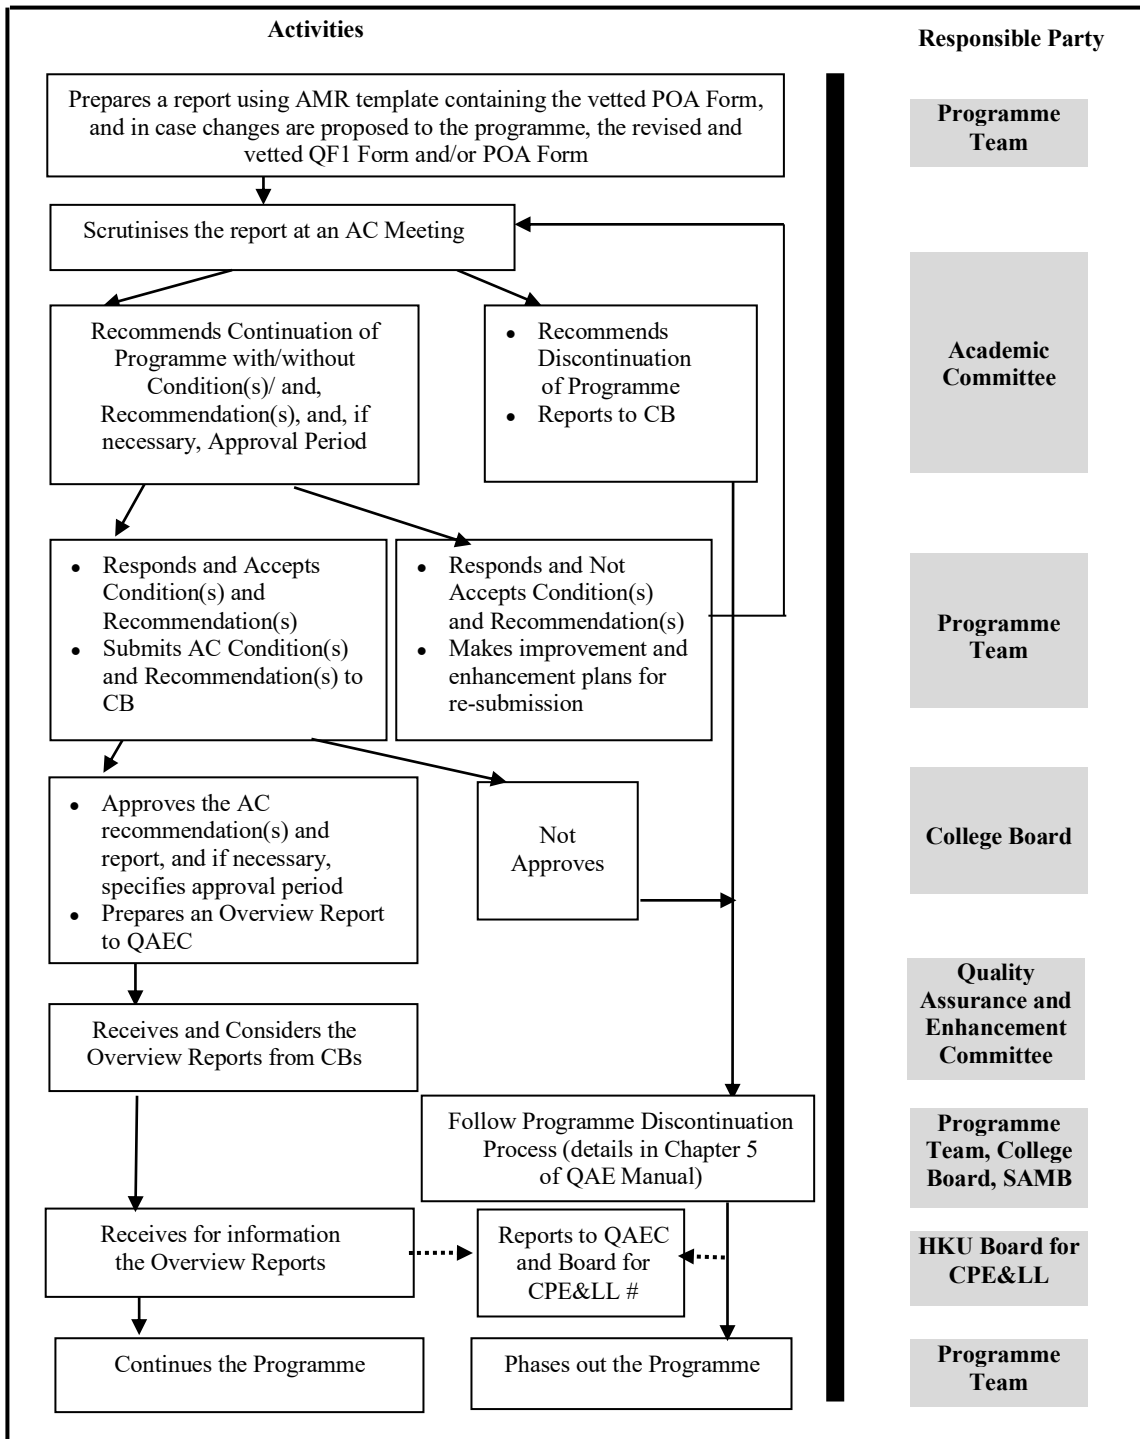 Activities
Responsible Party
Prepares a report using AMR template containing the vetted POA Form,
and in case changes are proposed to the programme, the revised and
vetted QF1 Form and/or POA Form
Programme
Team
Scrutinises the report at an AC Meeting
Recommends Continuation of
Programme with/without
Condition(s)/ and,
Recommendation(s), and, if
necessary, Approval Period
• Recommends
Discontinuation
of Programme
• Reports to CB
Academic
Committee
• Responds and Accepts
Condition(s) and
Recommendation(s)
• Submits AC Condition(s)
and Recommendation(s) to
CB
• Responds and Not
Accepts Condition(s)
and Recommendation(s)
• Makes improvement and
enhancement plans for
re-submission
Programme
Team
• Approves the AC
recommendation(s) and
report, and if necessary,
specifies approval period
• Prepares an Overview Report
to QAEC
Not
Approves
College Board
Receives and Considers the
Overview Reports from CBs
Quality
Assurance and
Enhancement
Committee
Follow Programme Discontinuation
Process (details in Chapter 5
of QAE Manual)
Programme
Team, College
Board, SAMB
Receives for information
the Overview Reports
Reports to QAEC
and Board for
CPE&LL #
HKU Board for
CPE&LL
Continues the Programme
Phases out the Programme
Programme
Team